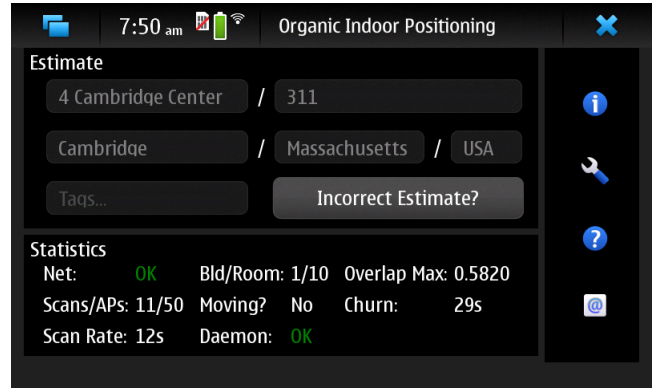 7:50 am Organic Indoor Positioning
Estimate
4 Cambridge Center / 311
Cambridge / Massachusetts / USA
Tags... Incorrect Estimate?
Statistics
Net: OK Bld/Room: 1/10 Overlap Max: 0.5820
Scans/APs: 11/50 Moving? No Churn: 29s
Scan Rate: 12s Daemon: OK